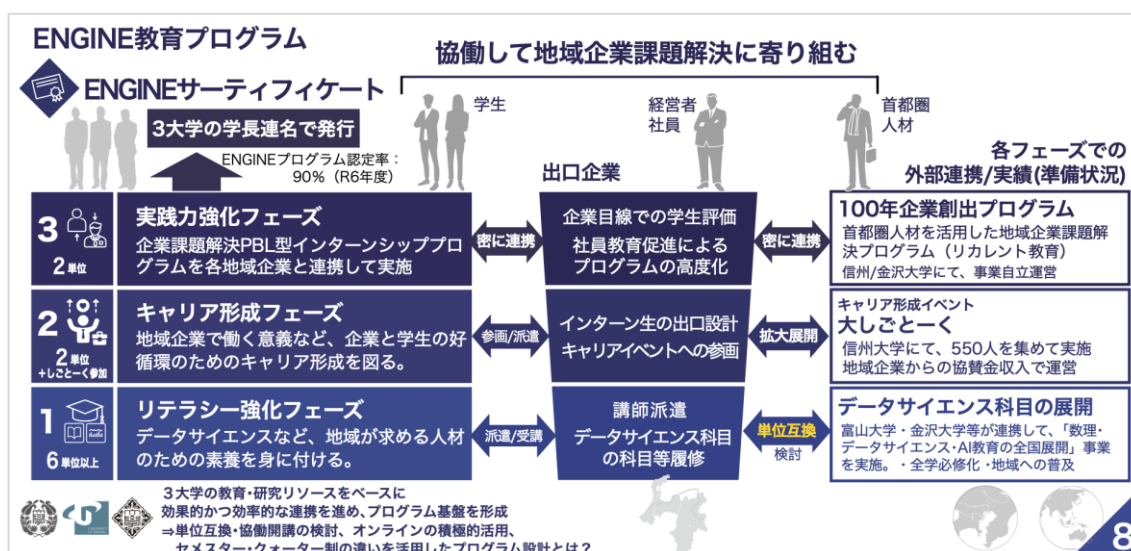 ENGINE教育プログラム
協働して地域企業課題解決に寄り組む
ENGINEサーティフィケート
3大学の学長連名で発行
ENGINEプログラム認定率：
90%（R6年度）
学生
経営者
社員
首都圏
人材
出口企業
各フェーズでの
外部連携/実績(準備状況)
3
2単位
実践力強化フェーズ
企業課題解決PBL型インターンシッププロ
グラムを各地域企業と連携して実施
密に連携
企業目線での学生評価
社員教育促進による
プログラムの高度化
密に連携
100年企業創出プログラム
首都圏人材を活用した地域企業課題解
決プログラム（リカレント教育）
信州/金沢大学にて、事業自立運営
2
2単位
+しごとーく参加
キャリア形成フェーズ
地域企業で働く意義など、企業と学生の好
循環のためのキャリア形成を図る。
参画/派遣
インターン生の出口設計
キャリアイベントへの参画
拡大展開
キャリア形成イベント
大しごとーく
信州大学にて、550人を集めて実施
地域企業からの協賛金収入で運営
1
6単位以上
リテラシー強化フェーズ
データサイエンスなど、地域が求める人材
のための素養を身に付ける。
派遣/受講
講師派遣
データサイエンス科目
の科目等履修
単位互換
検討
データサイエンス科目の展開
富山大学・金沢大学等が連携して、「数理・
データサイエンス・AI教育の全国展開」事業
を実施。・全学必修化・地域への普及
３大学の教育・研究リソースをベースに
効果的かつ効率的な連携を進め、プログラム基盤を形成
⇒単位互換・協働開講の検討、オンラインの積極的活用、
セメスター・クォーター制の違いを活用したプログラム設計とは？
8